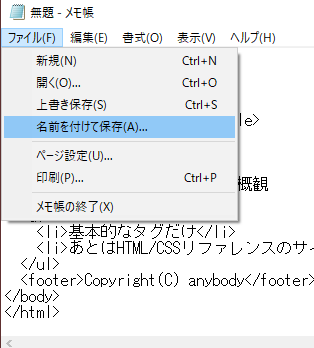 無題 - メモ帳
ファイル(F) 編集(E) 書式(O) 表示(V) ヘルプ(H)
新規(N) Ctrl+N
開く(O)... Ctrl+O
上書き保存(S) Ctrl+S
名前を付けて保存(A)...
ページ設定(U)...
印刷(P)... Ctrl+P
メモ帳の終了(X)
le>
概観
<li>基本的なタグだけ</li>
<li>あとはHTML/CSSリファレンスのサイ
</ul>
<footer>Copyright(C) anybody</footer>
</body>
</html>